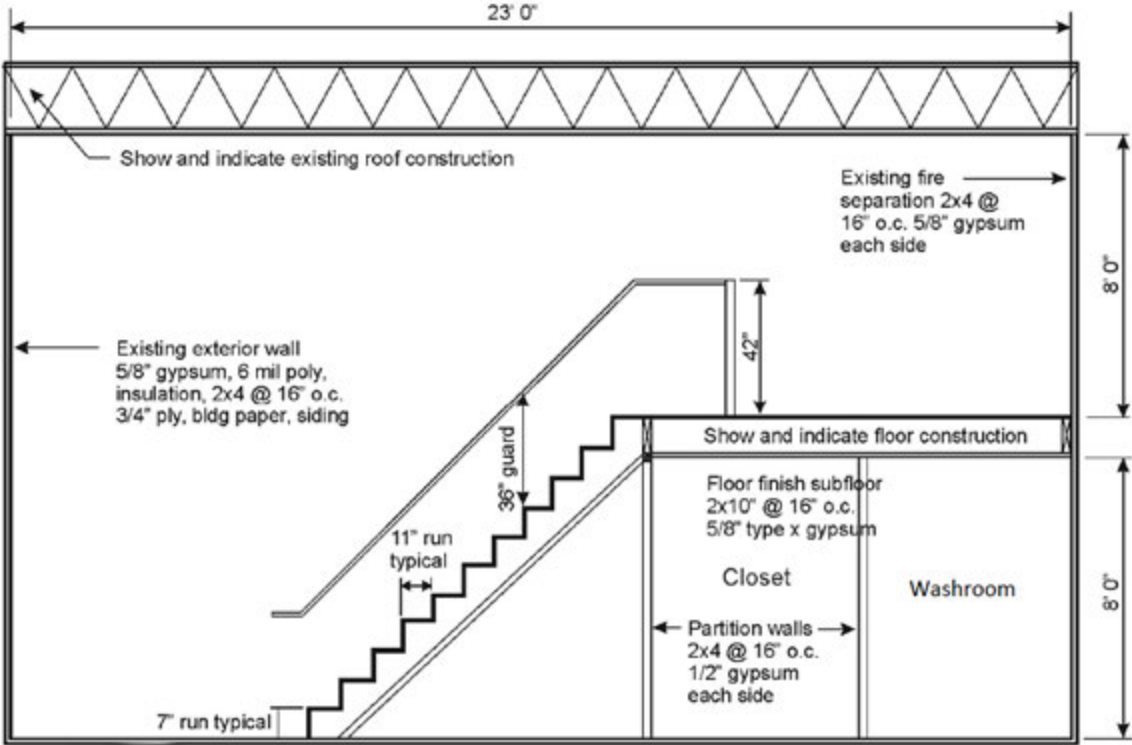 23' 0"
Show and indicate existing roof construction
Existing fire
separation 2x4 @
16" o.c. 5/8" gypsum
each side
8' 0"
42"
Existing exterior wall
5/8" gypsum, 6 mil poly,
insulation, 2x4 @ 16" o.c.
3/4" ply, bldg paper, siding
36" guard
Show and indicate floor construction
Floor finish subfloor
2x10" @ 16" o.c.
5/8" type x gypsum
11" run
typical
Closet
Washroom
8' 0"
Partition walls
2x4 @ 16" o.c.
1/2" gypsum
each side
7" run typical